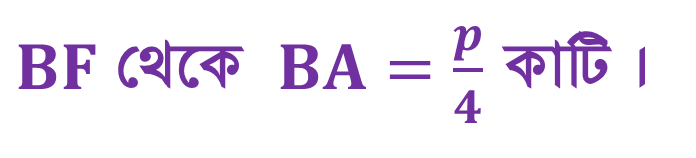 BF থেকে BA = p/4 কাটি ।